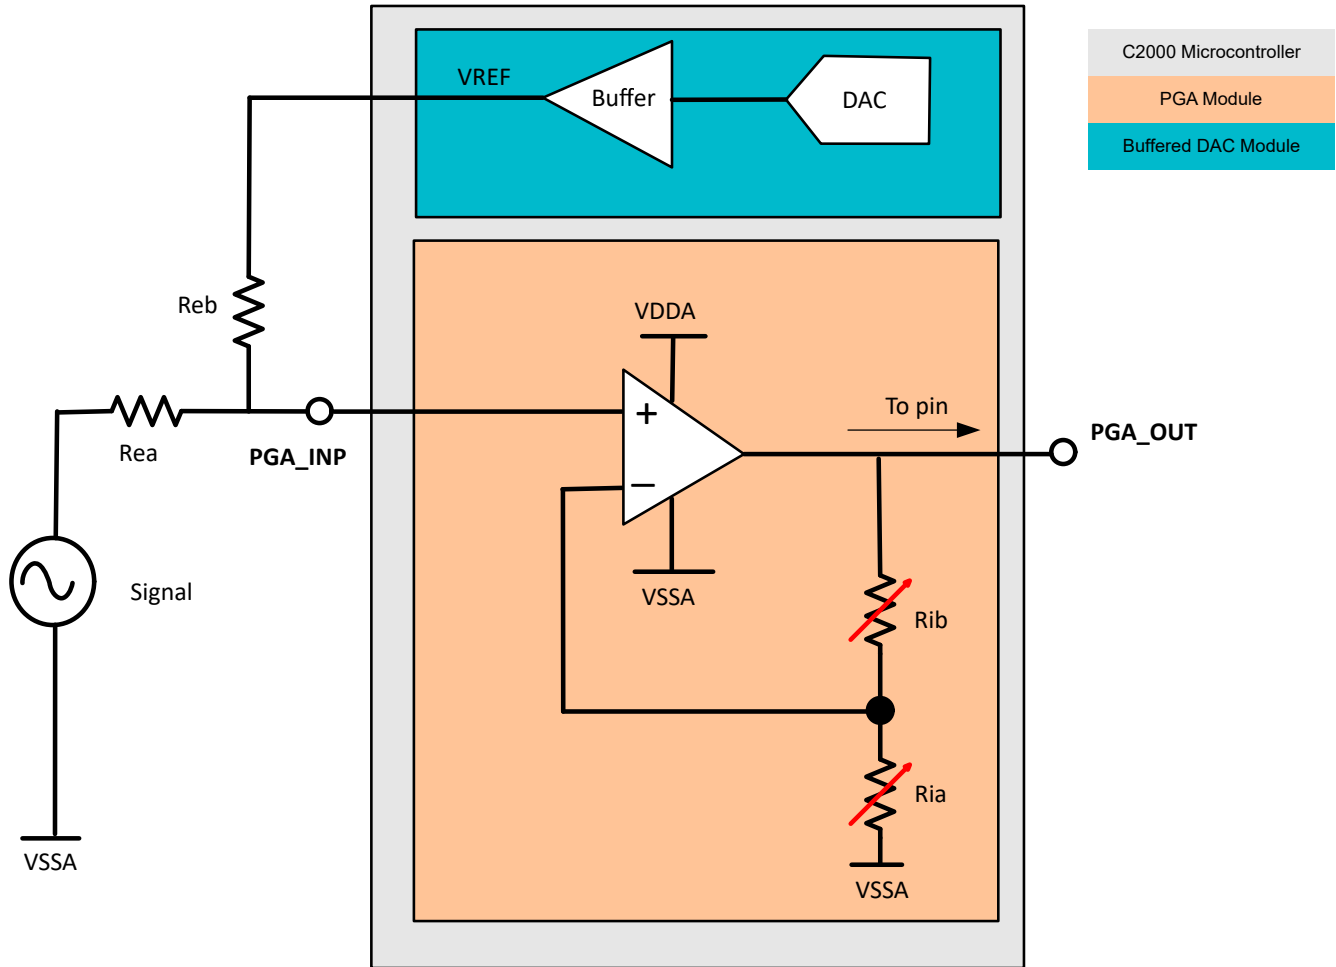 C2000 Microcontroller
PGA Module
Buffered DAC Module
VREF
Buffer
DAC
Reb
VDDA
+
To pin
PGA_OUT
Rea
PGA_INP
−
Signal
VSSA
Rib
Ria
VSSA
VSSA